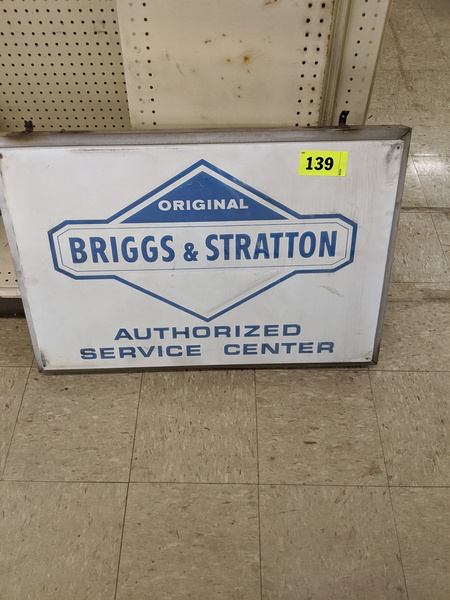 139
ORIGINAL
BRIGGS & STRATTON
AUTHORIZED
SERVICE CENTER